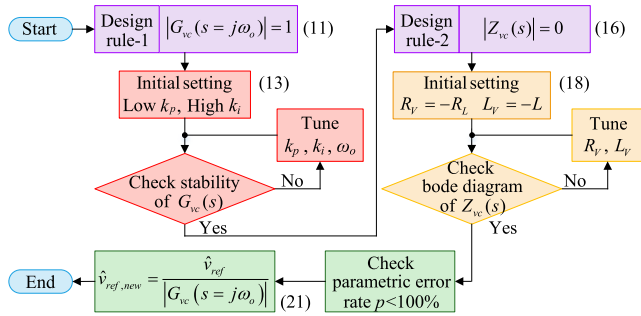 Start
Design rule-1
|G_vc(s = jω_o)| = 1
(11)
Initial setting
Low k_p, High k_i
(13)
Tune
k_p, k_i, ω_o
Check stability
of G_vc(s)
No
Yes
Design rule-2
|Z_vc(s)| = 0
(16)
Initial setting
R_V = −R_L L_V = −L
(18)
Tune
R_V, L_V
Check
bode diagram
of Z_vc(s)
No
Yes
Check
parametric error
rate p<100%
v̂_ref,new = v̂_ref / |G_vc(s = jω_o)|
(21)
End